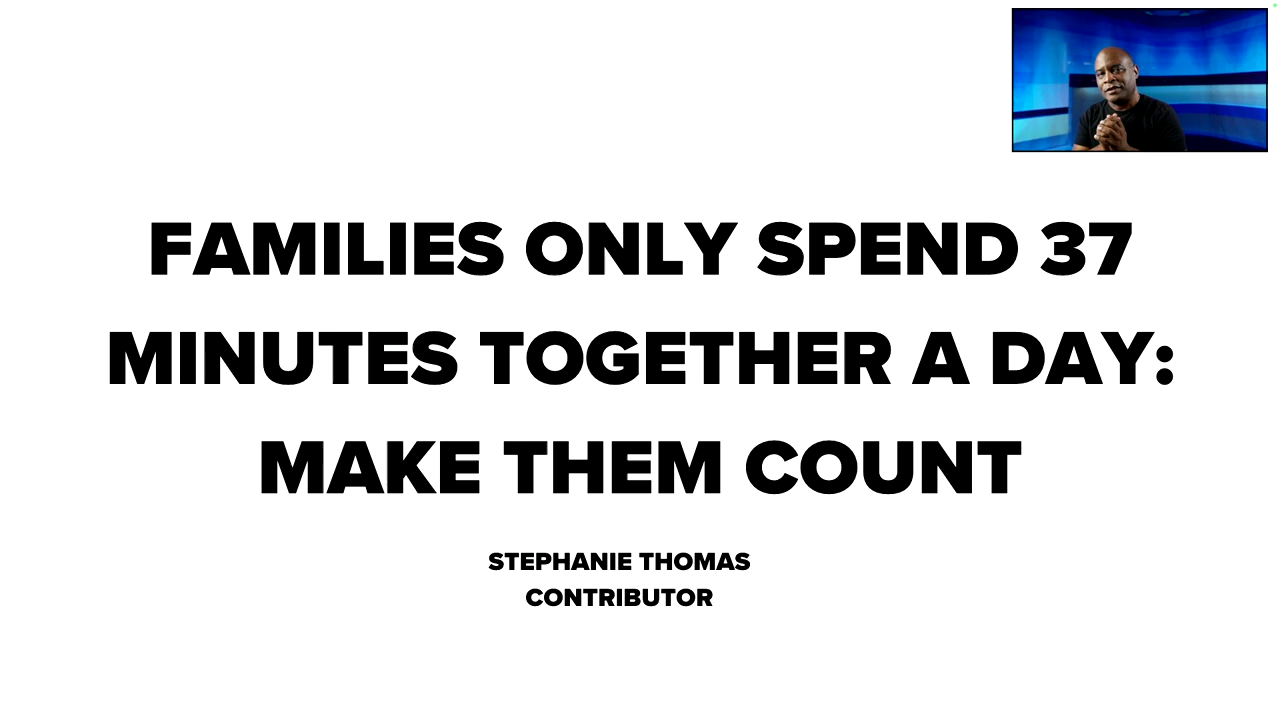 FAMILIES ONLY SPEND 37
MINUTES TOGETHER A DAY:
MAKE THEM COUNT
STEPHANIE THOMAS
CONTRIBUTOR